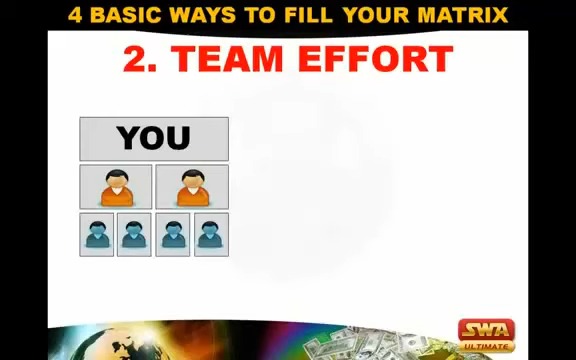 4 BASIC WAYS TO FILL YOUR MATRIX
2. TEAM EFFORT
YOU
SWA
ULTIMATE